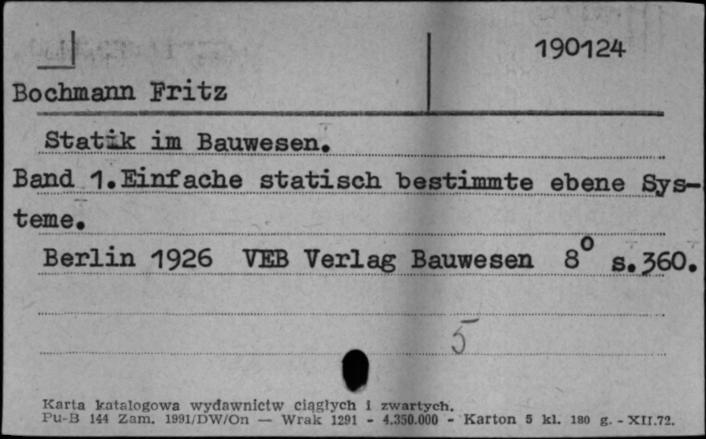 190124
Bochmann Fritz
Statik im Bauwesen.
Band 1. Einfache statisch bestimmte ebene Sys-
teme.
Berlin 1926 VEB Verlag Bauwesen 8° s.360.
5
Karta katalogowa wydawnictw ciągłych i zwartych.
Pu-B 144 Zam. 1991/DW/On — Wrak 1291 - 4.350.000 - Karton 5 kl. 180 g. - XII.72.